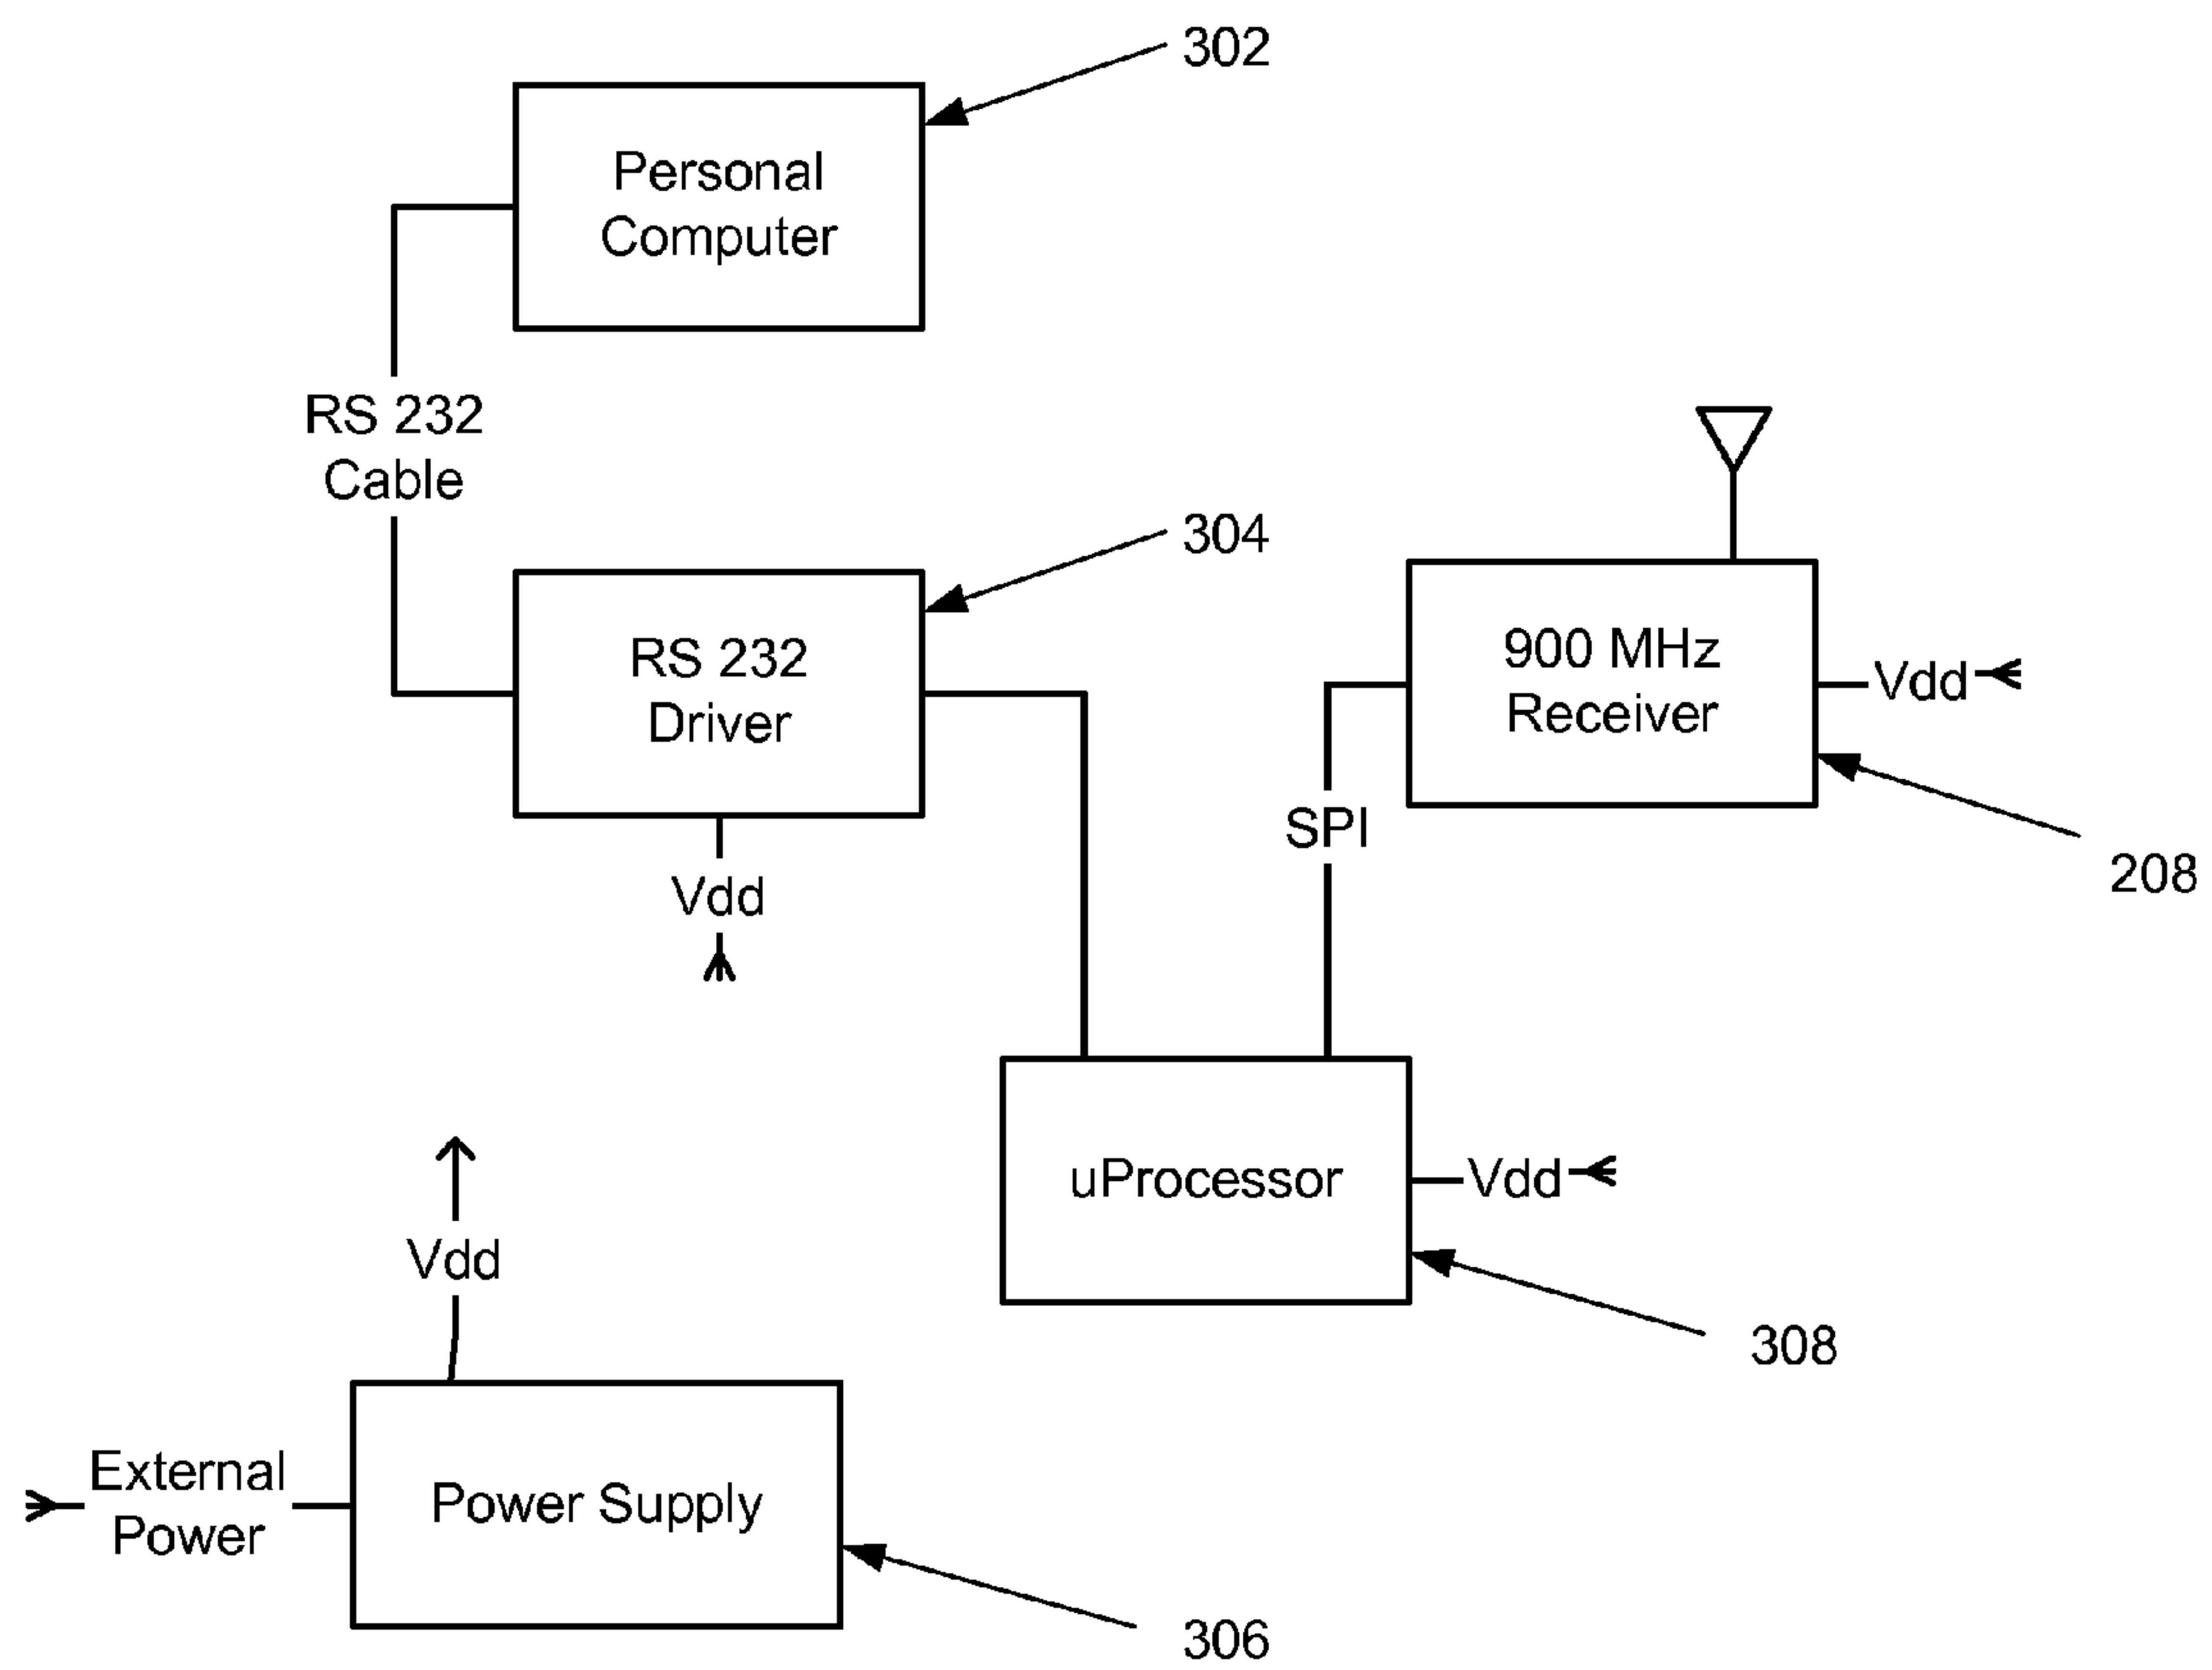 302
Personal
Computer
RS 232
Cable
304
RS 232
Driver
900 MHz
Receiver
Vdd
SPI
208
Vdd
uProcessor
Vdd
Vdd
308
External
Power
Power Supply
306